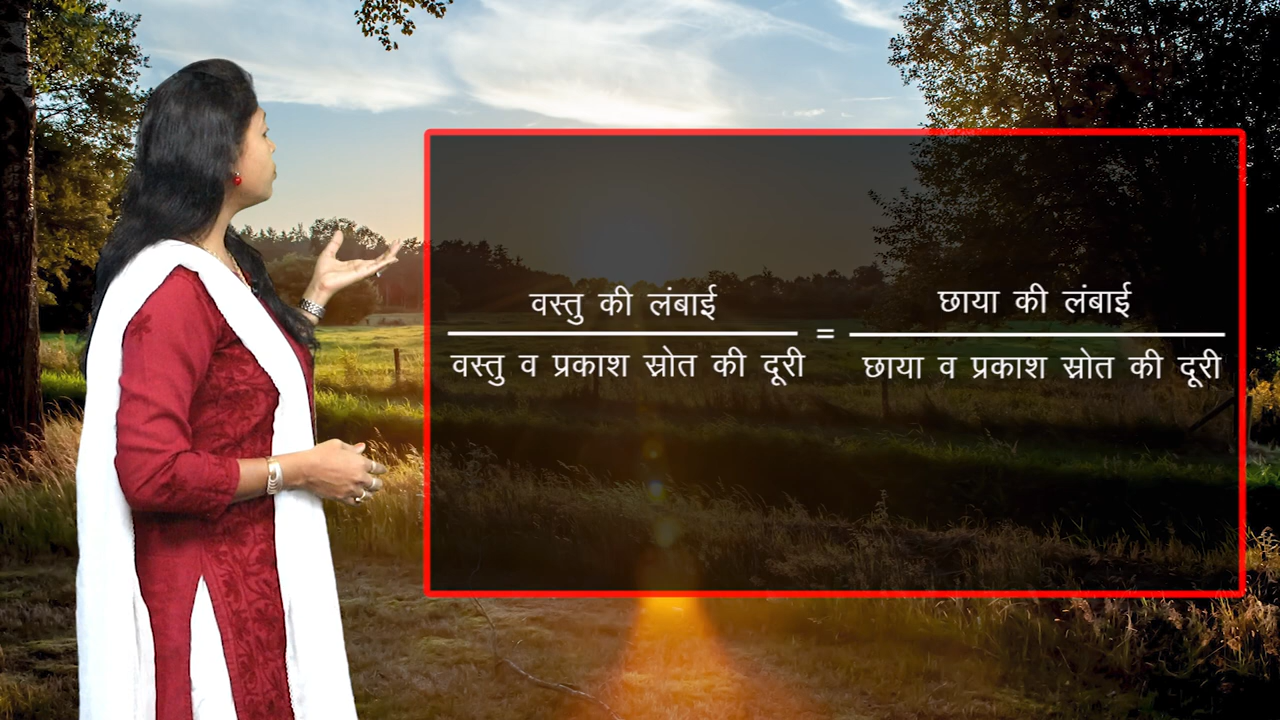 वस्तु की लंबाई
वस्तु व प्रकाश स्रोत की दूरी
=
छाया की लंबाई
छाया व प्रकाश स्रोत की दूरी